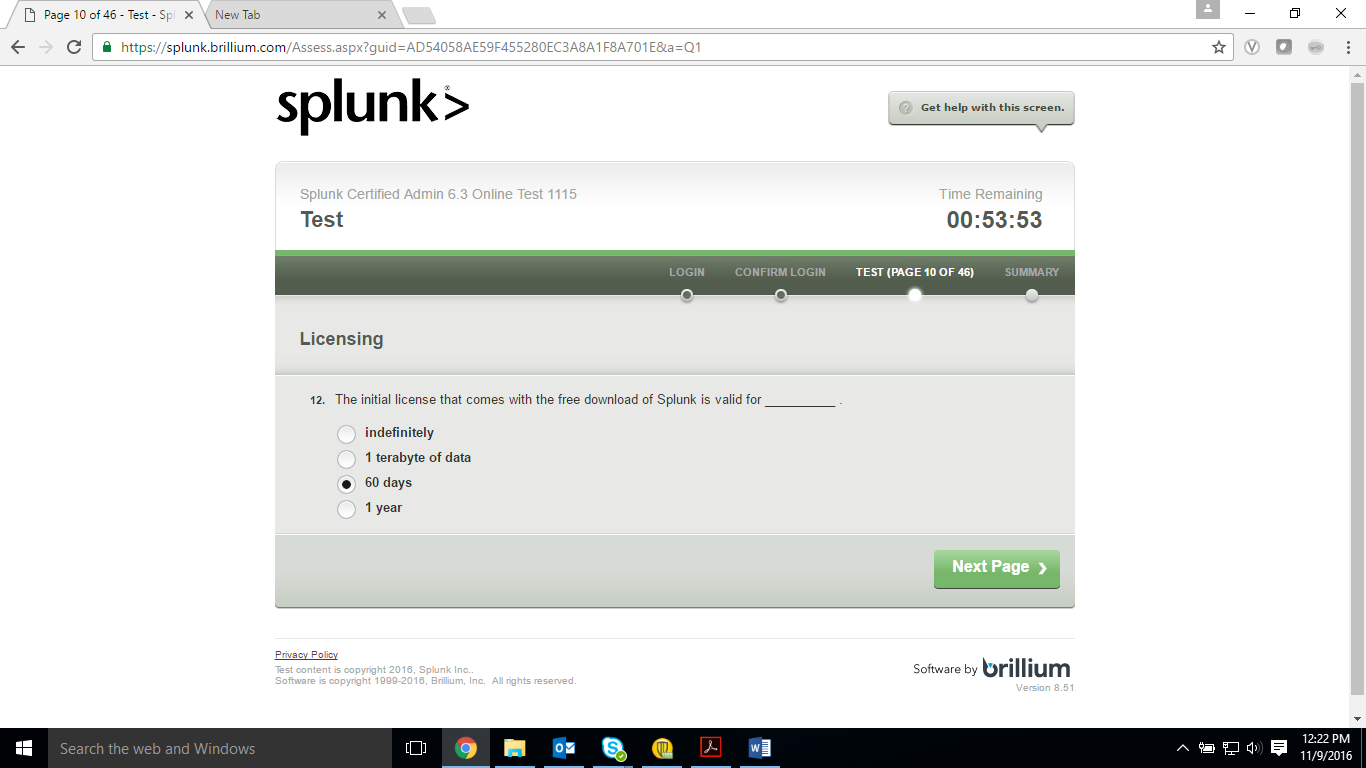 Page 10 of 46 - Test - Spl
New Tab
https://splunk.brillium.com/Assess.aspx?guid=AD54058AE59F455280EC3A8A1F8A701E&a=Q1
splunk>
Get help with this screen.
Splunk Certified Admin 6.3 Online Test 1115
Time Remaining
Test
00:53:53
LOGIN
CONFIRM LOGIN
TEST (PAGE 10 OF 46)
SUMMARY
Licensing
12. The initial license that comes with the free download of Splunk is valid for __________ .
indefinitely
1 terabyte of data
60 days
1 year
Next Page
Privacy Policy
Test content is copyright 2016, Splunk Inc..
Software is copyright 1999-2016, Brillium, Inc. All rights reserved.
Software by brillium
Version 8.51
Search the web and Windows
12:22 PM
11/9/2016